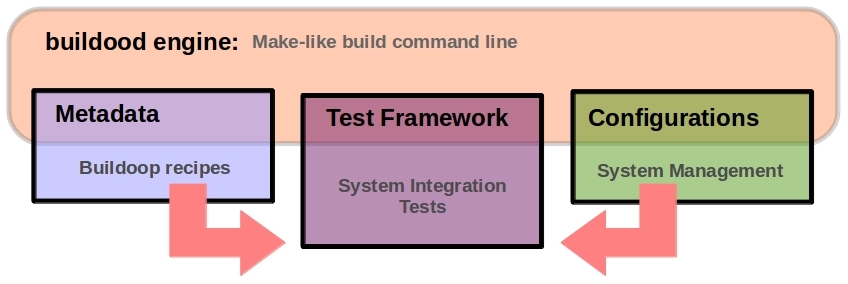 buildood engine: Make-like build command line
Metadata
Buildoop recipes
Test Framework
System Integration
Tests
Configurations
System Management